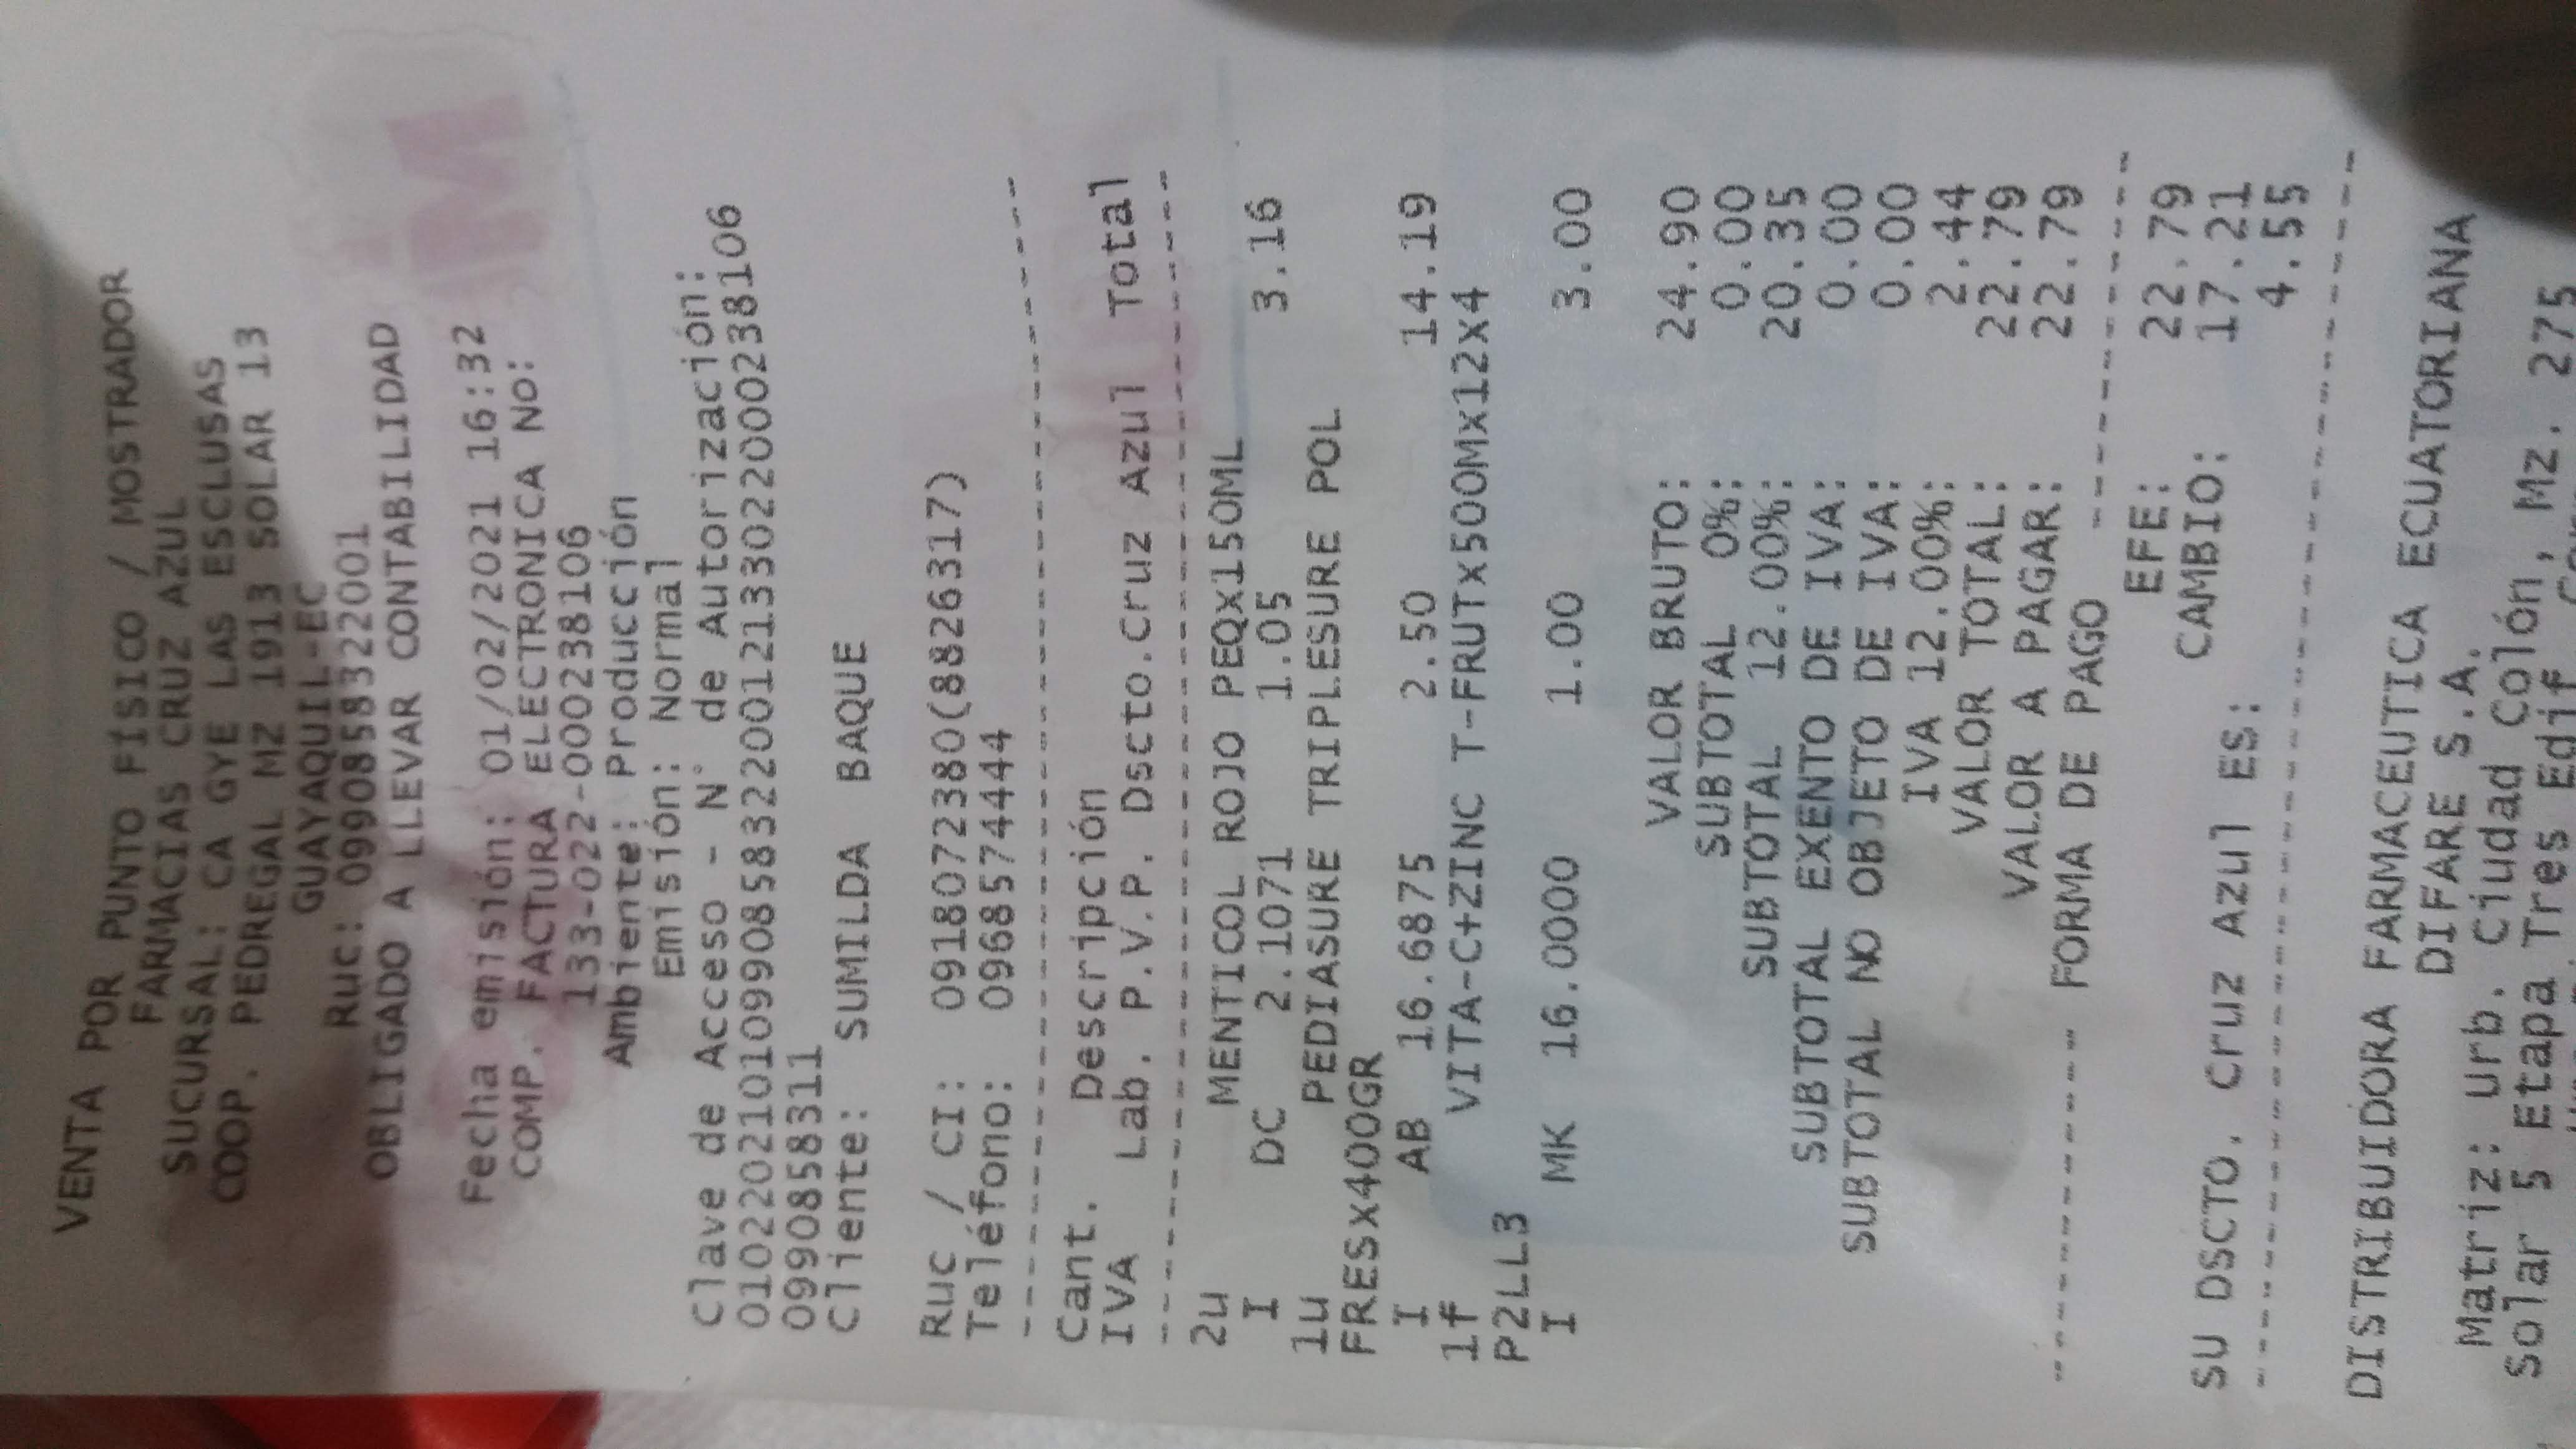 VENTA POR PUNTO FÍSICO / MOSTRADOR
FARMACIAS CRUZ AZUL
SUCURSAL: CA GYE LAS ESCLUSAS
COOP. PEDREGAL MZ 1913 SOLAR 13
GUAYAQUIL-EC
Ruc: 0990858322001
OBLIGADO A LLEVAR CONTABILIDAD
Fecha emisión: 01/02/2021 16:32
COMP. FACTURA ELECTRONICA NO:
133-022-000238106
Ambiente: Producción
Emisión: Normal
Clave de Acceso - N° de Autorización:
010220210109908583220012133022000238106
0990858311
Cliente: SUMILDA BAQUE
Ruc / CI: 0918072380(8826317)
Teléfono: 0968574444
Cant. Descripción
IVA Lab. P.V.P. Dscto.Cruz Azul Total
2u MENTICOL ROJO PEQX150ML
I DC 2.1071 1.05 3.16
1u PEDIASURE TRIPLESURE POL
FRESX400GR
I AB 16.6875 2.50 14.19
1f VITA-C+ZINC T-FRUTX500MX12X4
P2LL3
I MK 16.0000 1.00 3.00
VALOR BRUTO: 24.90
SUBTOTAL 0%: 0.00
SUBTOTAL 12.00%: 20.35
SUBTOTAL EXENTO DE IVA: 0.00
SUBTOTAL NO OBJETO DE IVA: 0.00
IVA 12.00%: 2.44
VALOR TOTAL: 22.79
VALOR A PAGAR: 22.79
---------- FORMA DE PAGO ----------
EFE: 22.79
CAMBIO: 17.21
SU DSCTO. Cruz Azul ES: 4.55
DISTRIBUIDORA FARMACEUTICA ECUATORIANA
DIFARE S.A.
Matriz: Urb. Ciudad Colón, Mz. 275
Solar 5 Etapa Tres Edif